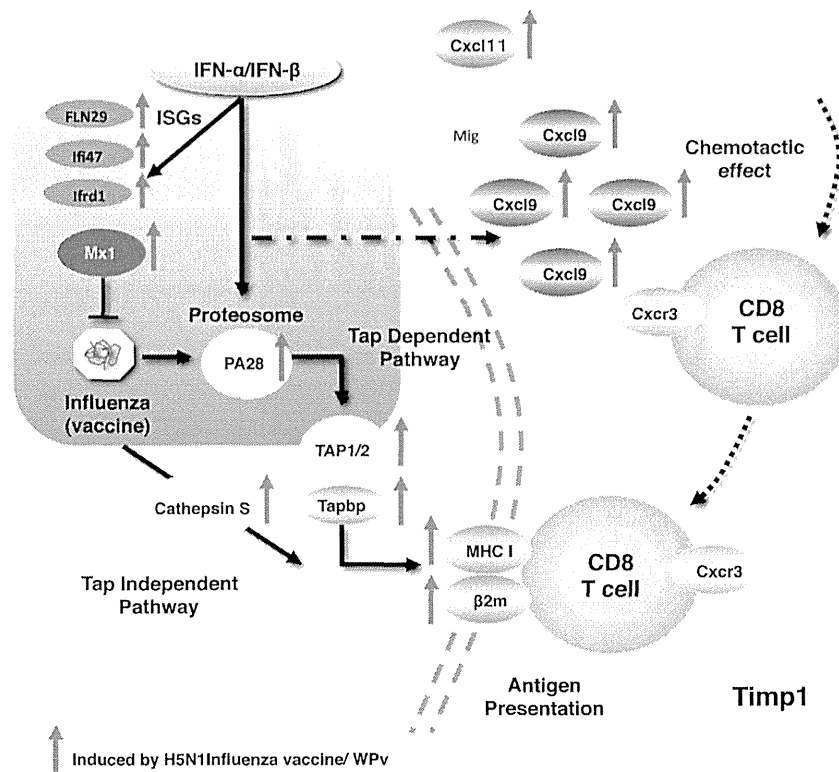 IFN-α/IFN-β
FLN29
ISGs
Ifi47
Ifrd1
Mx1
Cxcl11
Mig
Cxcl9
Cxcl9
Cxcl9
Cxcl9
Chemotactic
effect
Proteosome
PA28
Tap Dependent
Pathway
Influenza
(vaccine)
Cxcr3
CD8
T cell
TAP1/2
Cathepsin S
Tapbp
Tap Independent
Pathway
MHC I
β2m
CD8
T cell
Cxcr3
Antigen
Presentation
Timp1
Induced by H5N1Influenza vaccine/ WPv